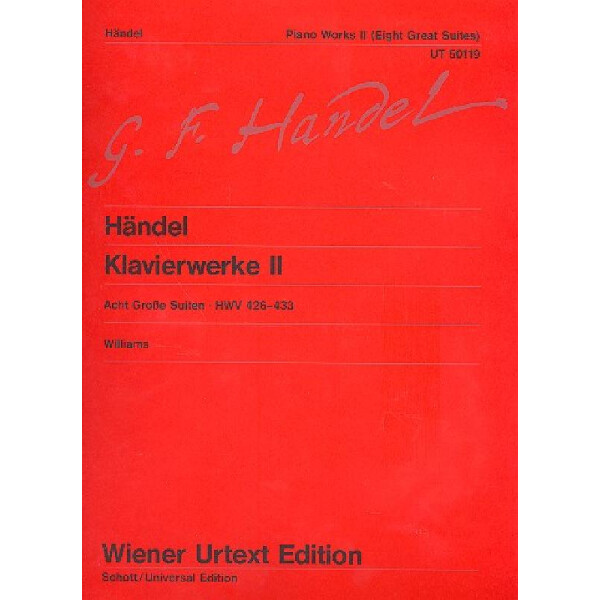 Händel Piano Works II (Eight Great Suites)
UT 50119
G. F. Handel
Händel
Klavierwerke II
Acht Große Suiten · HWV 426–433
Williams
Wiener Urtext Edition
Schott/Universal Edition